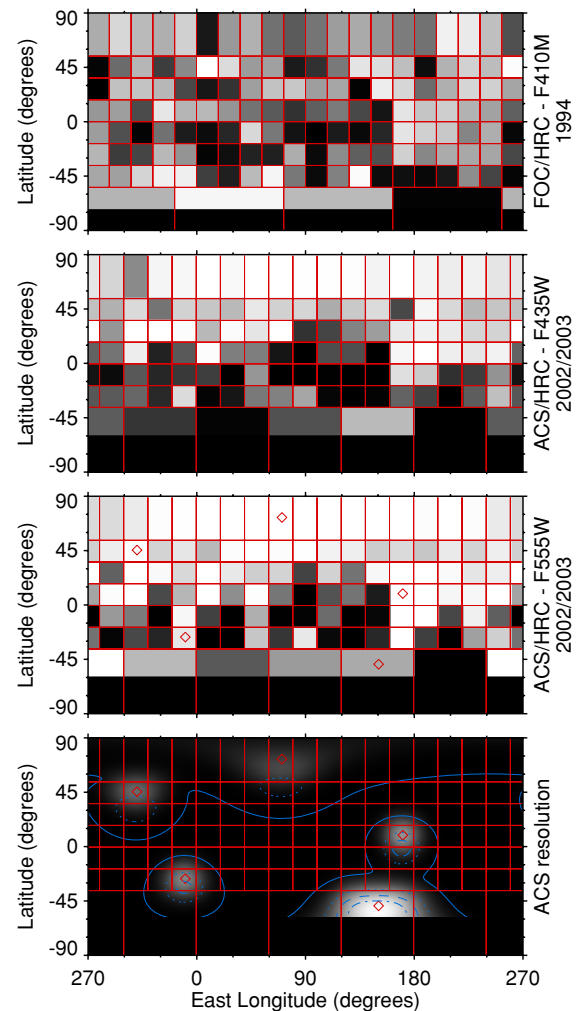 90
45
0
-45
-90
Latitude (degrees)
FOC/HRC - F410M
1994
90
45
0
-45
-90
Latitude (degrees)
ACS/HRC - F435W
2002/2003
90
45
0
-45
-90
Latitude (degrees)
ACS/HRC - F555W
2002/2003
90
45
0
-45
-90
Latitude (degrees)
ACS resolution
270 0 90 180 270
East Longitude (degrees)